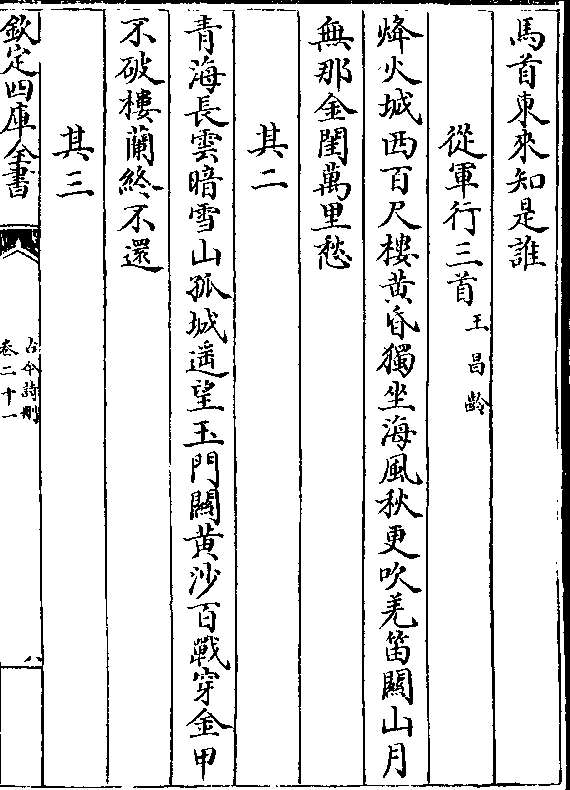 馬首東來知是誰
從軍行三首 王昌齡
烽火城西百尺樓黄昏獨坐海風秋更吹羌笛關山月
無那金閨萬里愁
其二
青海長雲暗雪山孤城遥望玉門關黄沙百戰穿金甲
不破樓蘭終不還
其三
欽定四庫全書
古今詩刪
卷二十一
八